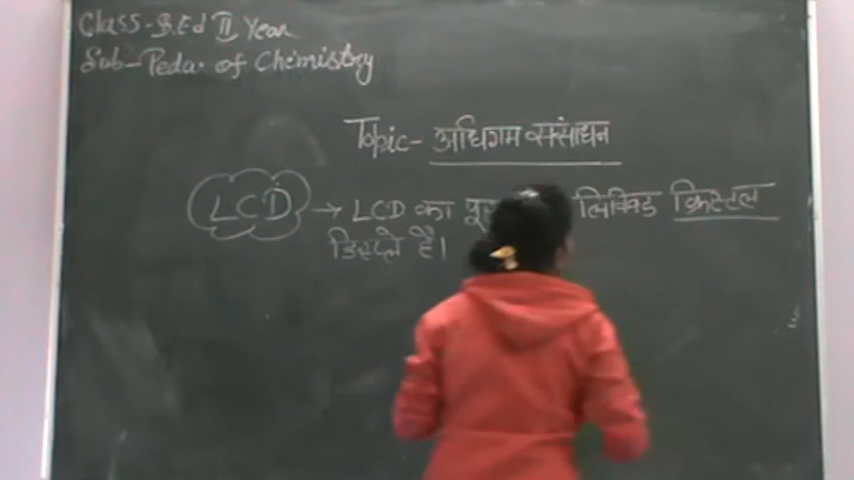 Class - B.Ed II Year
Sub - Peda. of Chemistry
Topic - अधिगम संसाधन
LCD → LCD का लिक्विड क्रिस्टल
डिस्प्ले है।